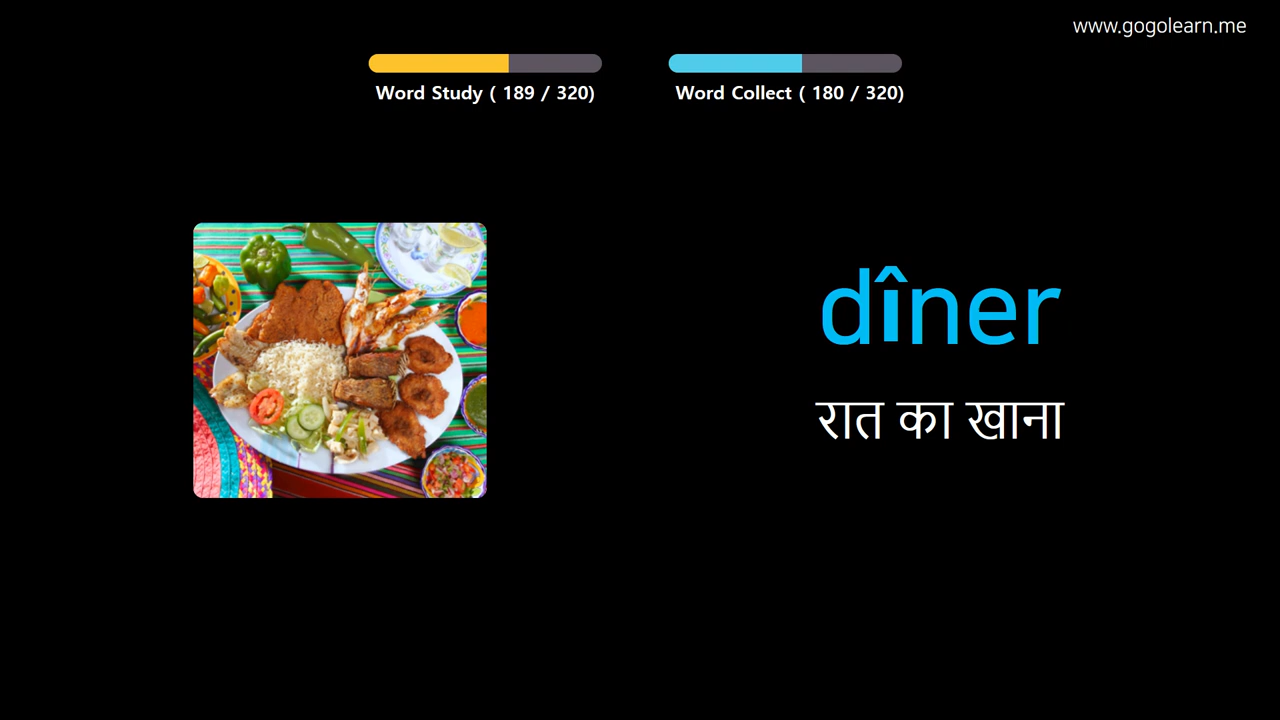 www.gogolearn.me
Word Study ( 189 / 320)
Word Collect ( 180 / 320)
dîner
रात का खाना